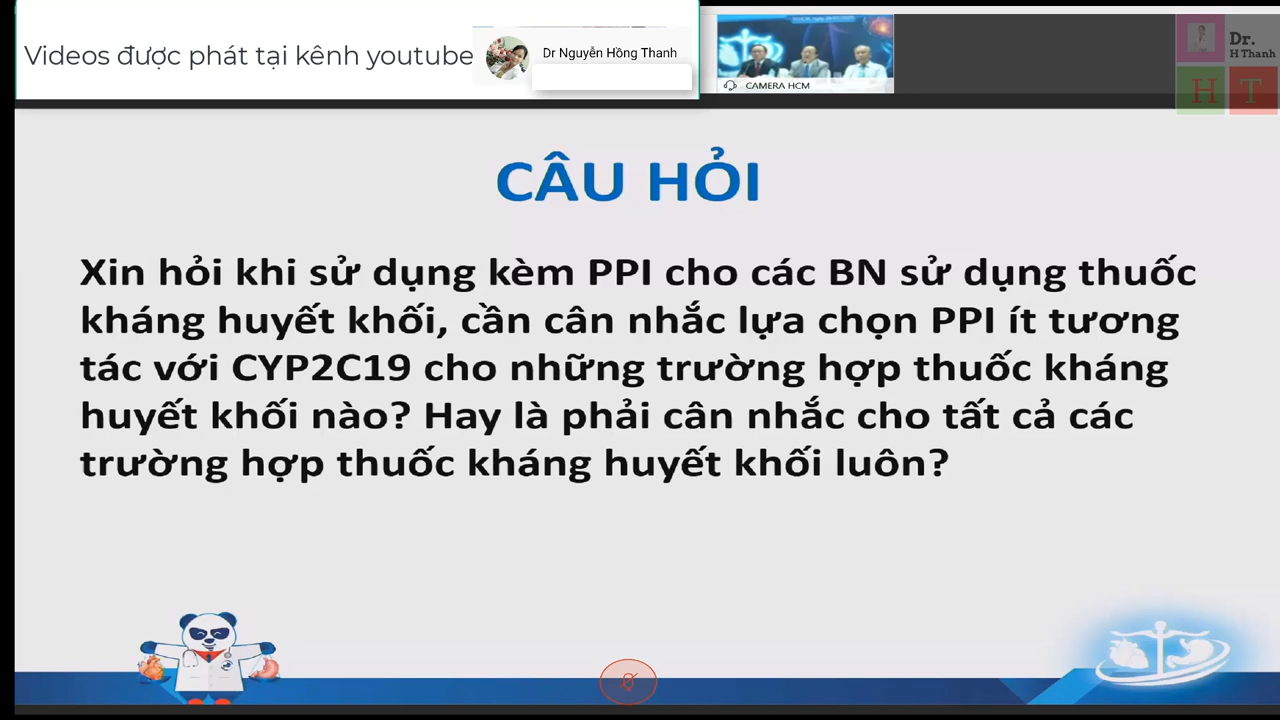 Videos được phát tại kênh youtube
Dr Nguyễn Hồng Thanh
CAMERA HCM
Dr.
H Thanh
H T
CÂU HỎI
Xin hỏi khi sử dụng kèm PPI cho các BN sử dụng thuốc
kháng huyết khối, cần cân nhắc lựa chọn PPI ít tương
tác với CYP2C19 cho những trường hợp thuốc kháng
huyết khối nào? Hay là phải cân nhắc cho tất cả các
trường hợp thuốc kháng huyết khối luôn?